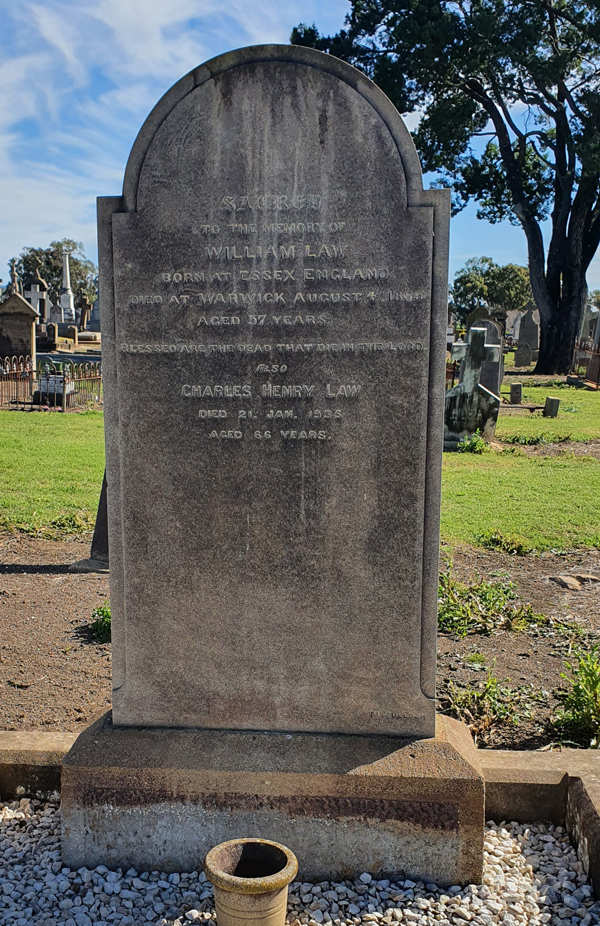 SACRED
TO THE MEMORY OF
WILLIAM LAW
BORN AT ESSEX ENGLAND
DIED AT WARWICK AUGUST 4TH
AGED 57 YEARS.
BLESSED ARE THE DEAD THAT DIE IN THE LORD
ALSO
CHARLES HENRY LAW
DIED 21. JAN. 1935
AGED 66 YEARS.